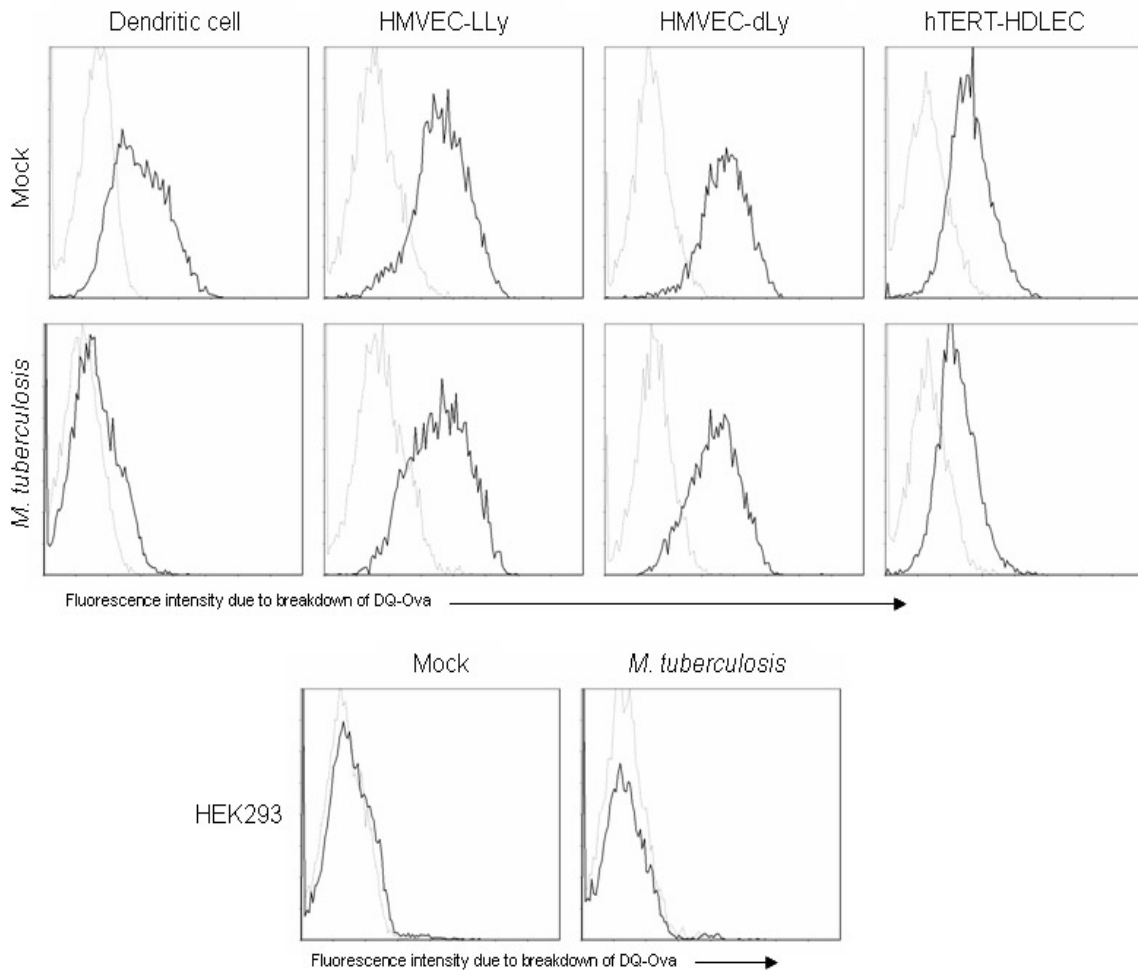 Dendritic cell HMVEC-LLy HMVEC-dLy hTERT-HDLEC
Mock
M. tuberculosis
Fluorescence intensity due to breakdown of DQ-Ova
Mock M. tuberculosis
HEK293
Fluorescence intensity due to breakdown of DQ-Ova